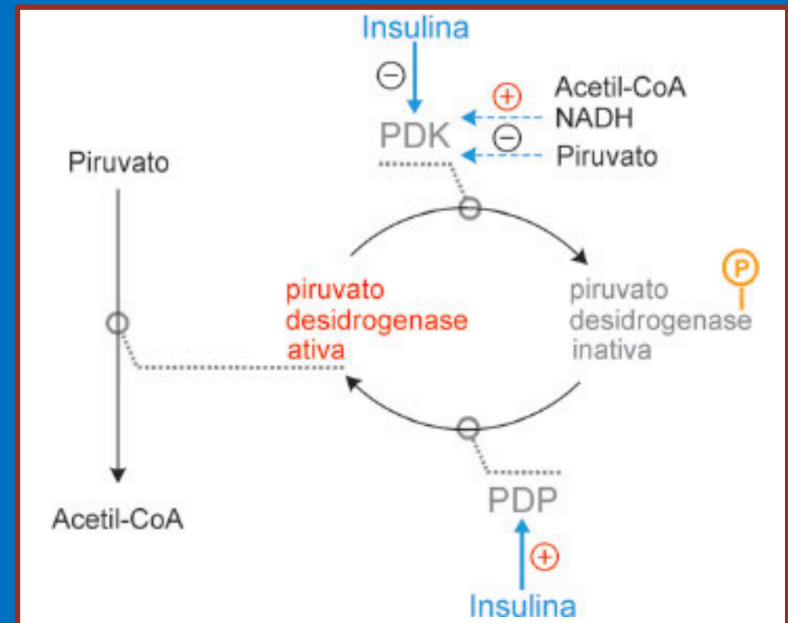 Insulina
−
+
Acetil-CoA
NADH
PDK
−
Piruvato
Piruvato
P
piruvato
desidrogenase
ativa
piruvato
desidrogenase
inativa
PDP
Acetil-CoA
+
Insulina